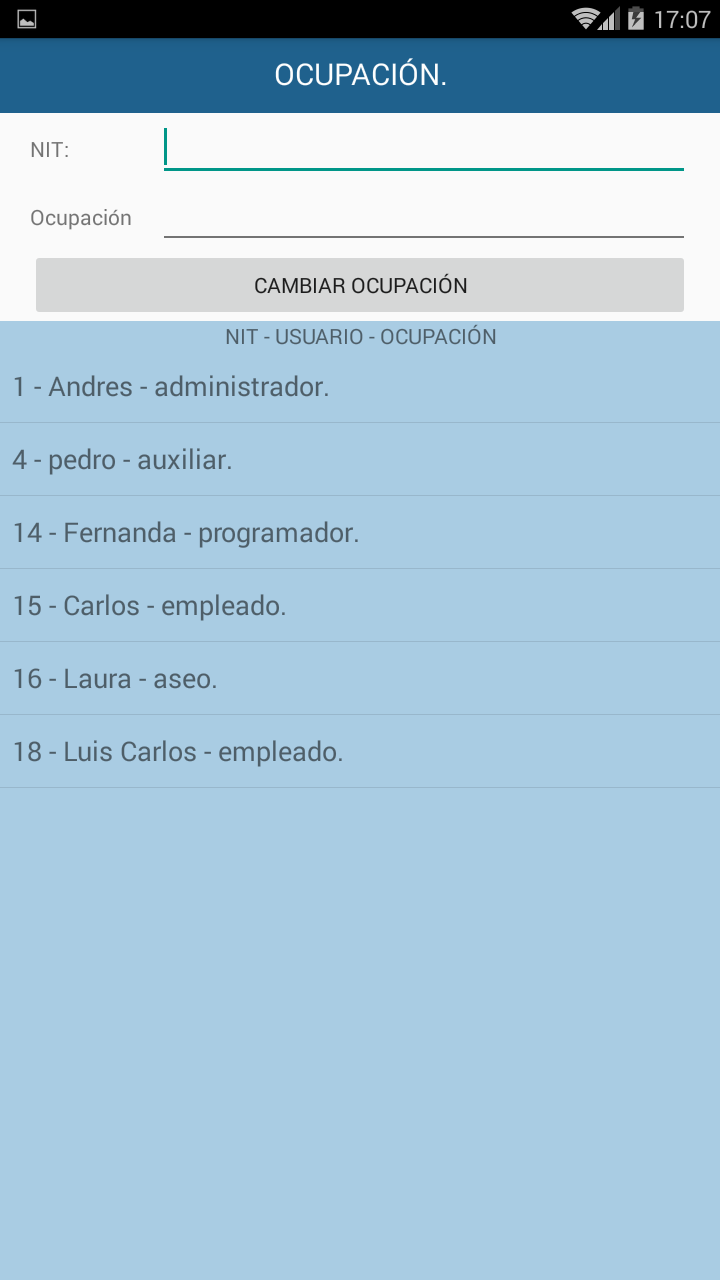 17:07
OCUPACIÓN.
NIT:
Ocupación
CAMBIAR OCUPACIÓN
NIT - USUARIO - OCUPACIÓN
1 - Andres - administrador.
4 - pedro - auxiliar.
14 - Fernanda - programador.
15 - Carlos - empleado.
16 - Laura - aseo.
18 - Luis Carlos - empleado.